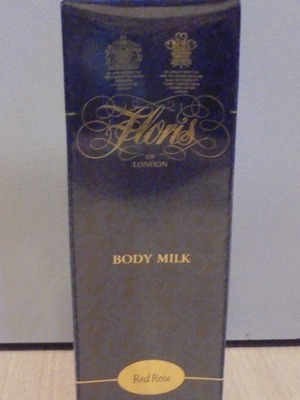 Floris
OF
LONDON
BODY MILK
Red Rose